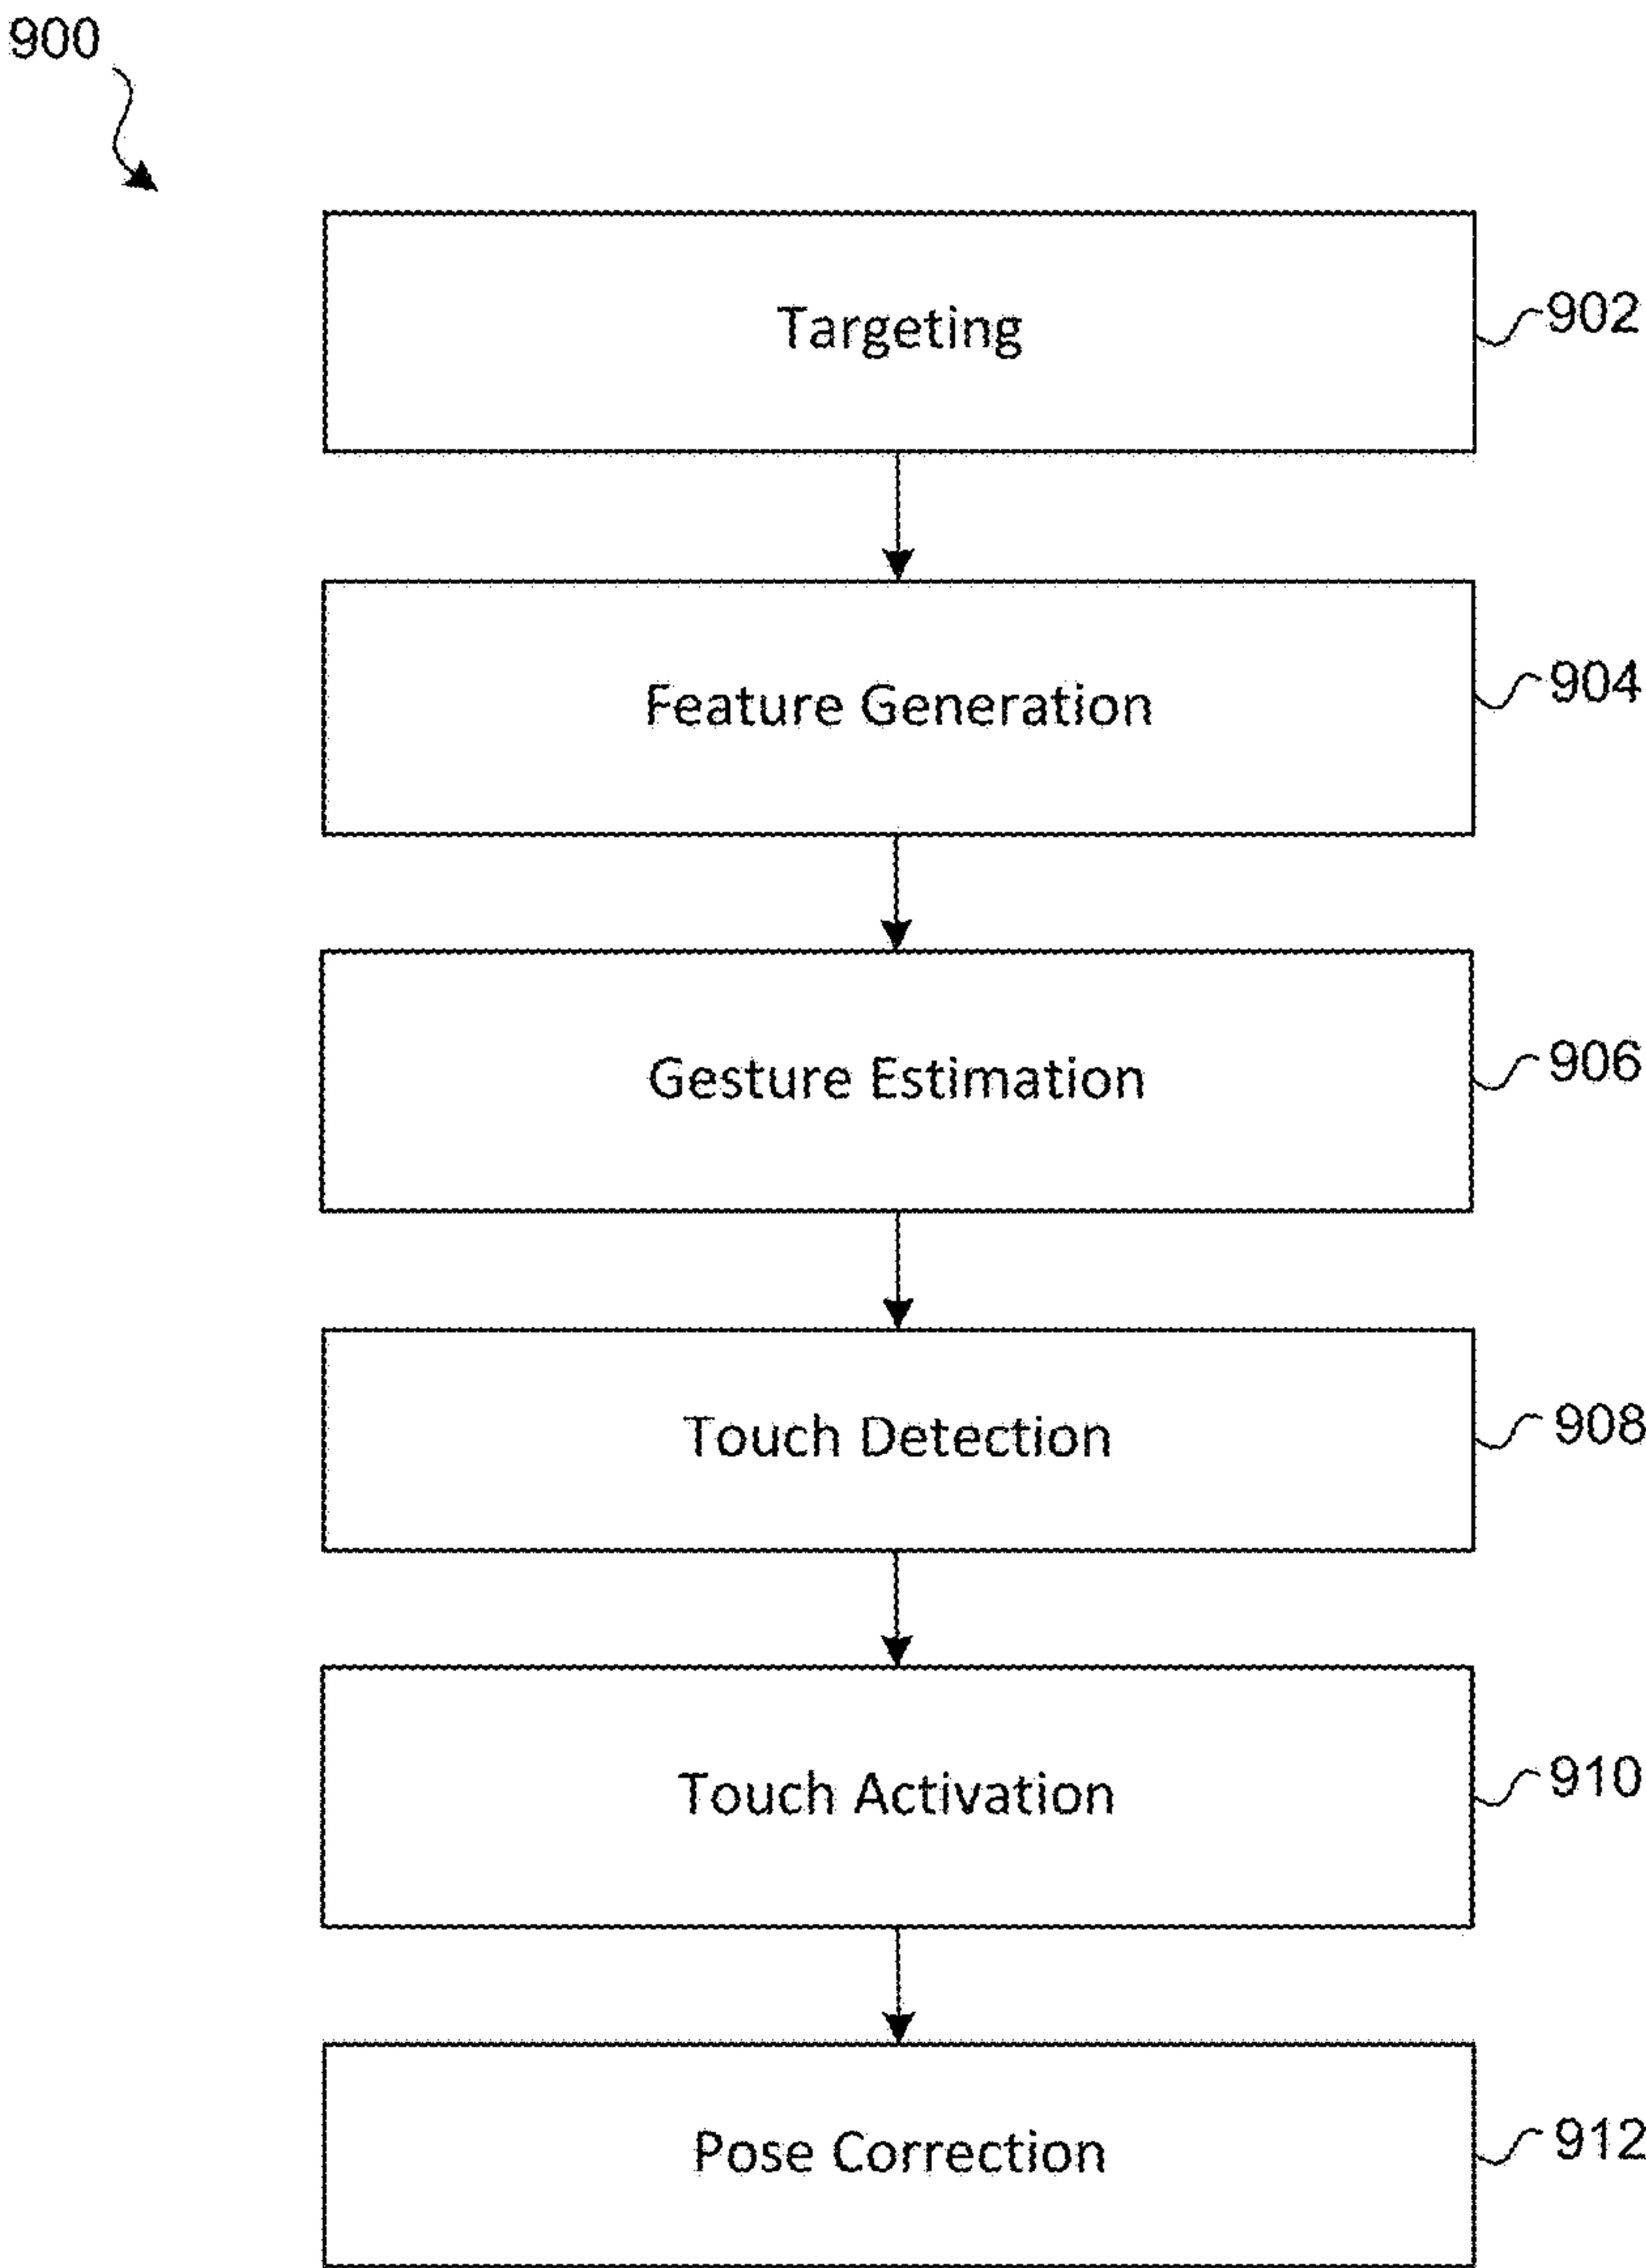 900
Targeting
902
Feature Generation
904
Gesture Estimation
906
Touch Detection
908
Touch Activation
910
Pose Correction
912